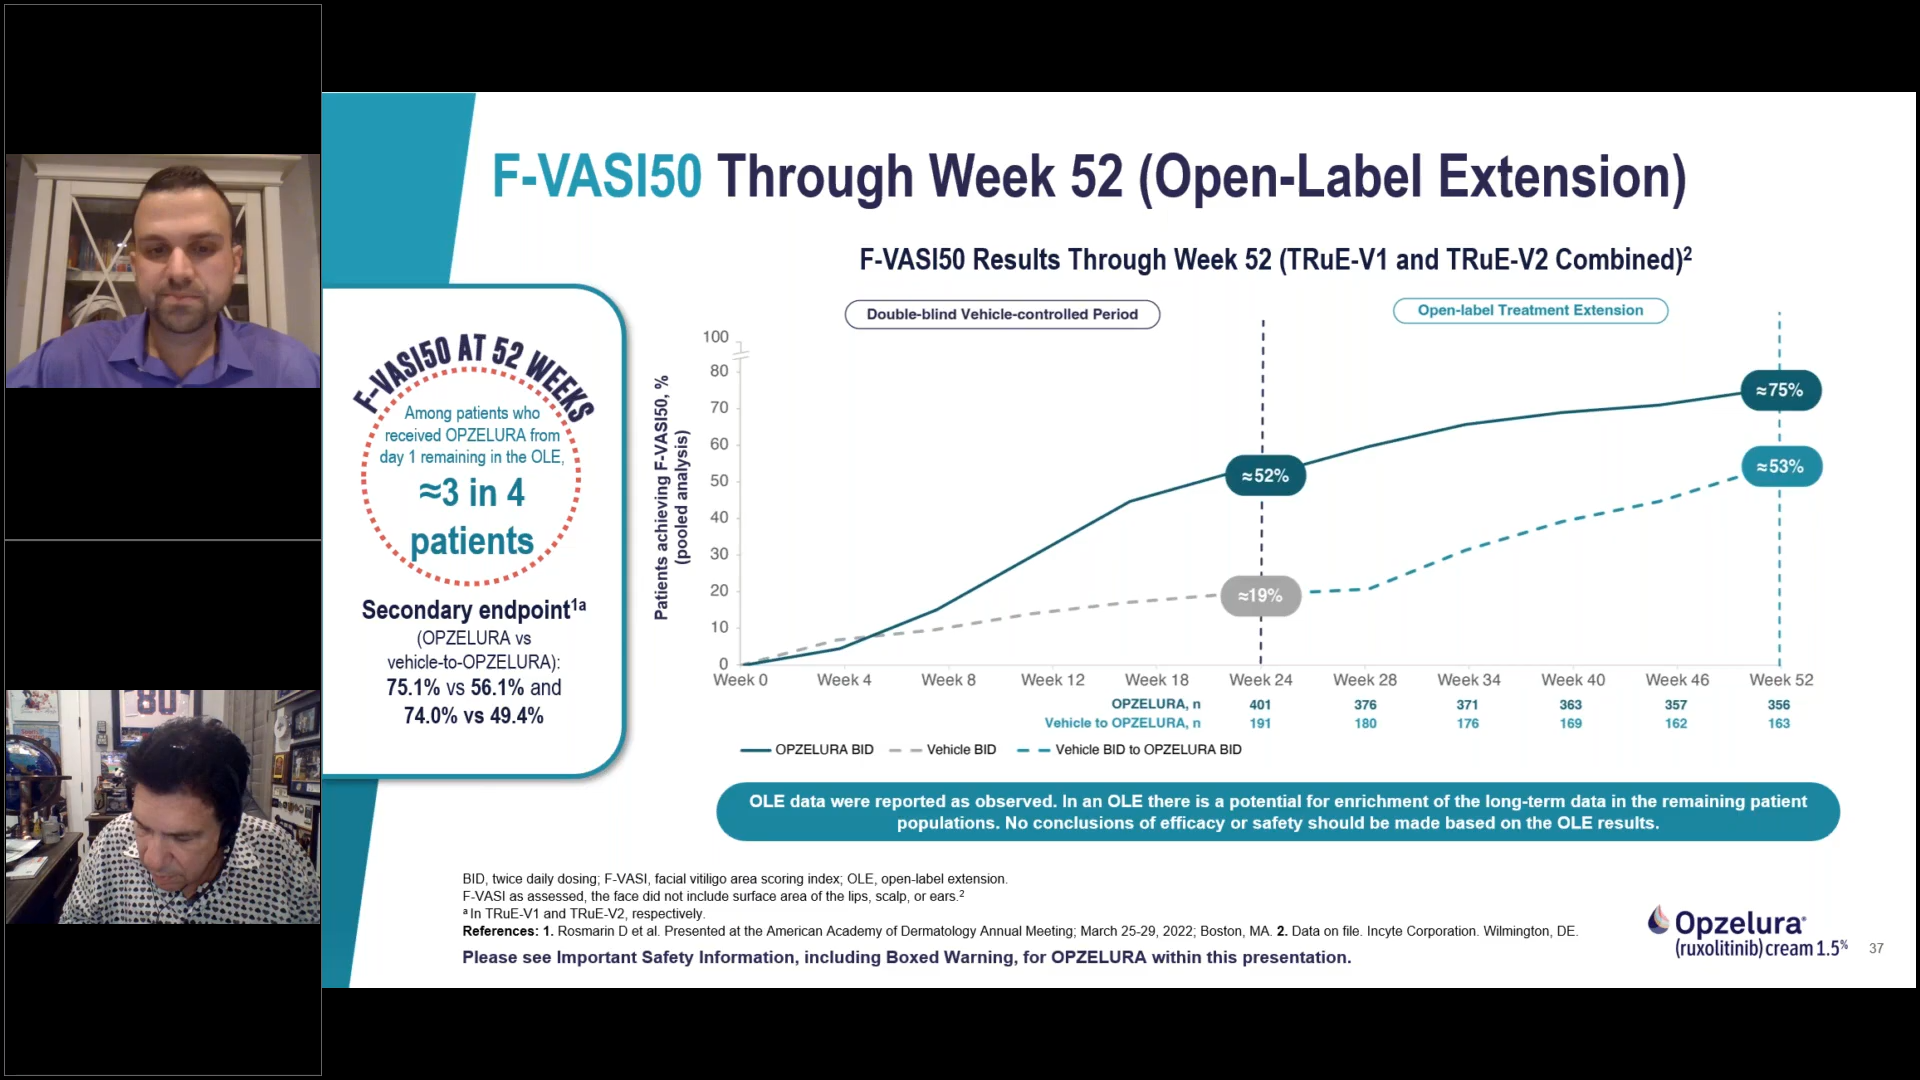 F-VASI50 Through Week 52 (Open-Label Extension)
F-VASI50 Results Through Week 52 (TRuE-V1 and TRuE-V2 Combined)2
F-VASI50 AT 52 WEEKS
Among patients who
received OPZELURA from
day 1 remaining in the OLE,
≈3 in 4
patients
Secondary endpoint1a
(OPZELURA vs
vehicle-to-OPZELURA):
75.1% vs 56.1% and
74.0% vs 49.4%
Double-blind Vehicle-controlled Period
Open-label Treatment Extension
Patients achieving F-VASI50, %
(pooled analysis)
100
80
70
60
50
40
30
20
10
0
≈75%
≈53%
≈52%
≈19%
Week 0 Week 4 Week 8 Week 12 Week 18 Week 24 Week 28 Week 34 Week 40 Week 46 Week 52
OPZELURA, n 401 376 371 363 357 356
Vehicle to OPZELURA, n 191 180 176 169 162 163
OPZELURA BID Vehicle BID Vehicle BID to OPZELURA BID
OLE data were reported as observed. In an OLE there is a potential for enrichment of the long-term data in the remaining patient
populations. No conclusions of efficacy or safety should be made based on the OLE results.
BID, twice daily dosing; F-VASI, facial vitiligo area scoring index; OLE, open-label extension.
F-VASI as assessed, the face did not include surface area of the lips, scalp, or ears.2
a In TRuE-V1 and TRuE-V2, respectively.
References: 1. Rosmarin D et al. Presented at the American Academy of Dermatology Annual Meeting; March 25-29, 2022; Boston, MA. 2. Data on file. Incyte Corporation. Wilmington, DE.
Please see Important Safety Information, including Boxed Warning, for OPZELURA within this presentation.
Opzelura®
(ruxolitinib) cream 1.5%
37
80